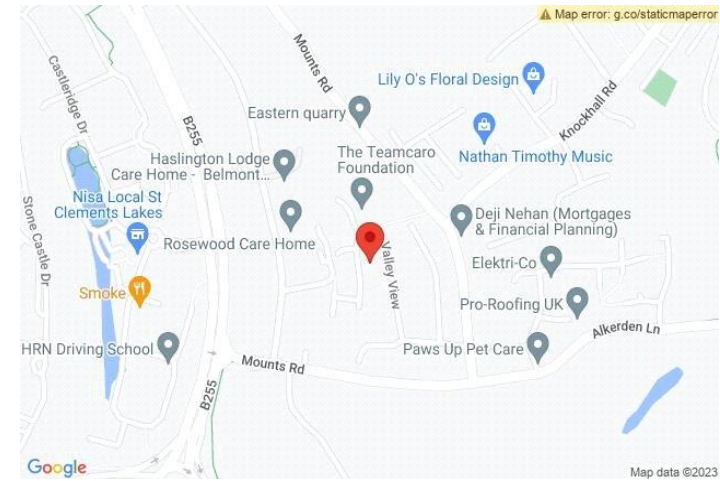 Map error: g.co/staticmaperror
Castleridge Dr
B255
Mounts Rd
Lily O's Floral Design
Knockhall Rd
Eastern quarry
Nathan Timothy Music
Haslington Lodge
Care Home - Belmont...
The Teamcaro
Foundation
Stone Castle Dr
Nisa Local St
Clements Lakes
Rosewood Care Home
Deji Nehan (Mortgages
& Financial Planning)
Valley View
Elektri-Co
Smoke
Pro-Roofing UK
Alkerden Ln
HRN Driving School
Paws Up Pet Care
Mounts Rd
B255
Google
Map data ©2023